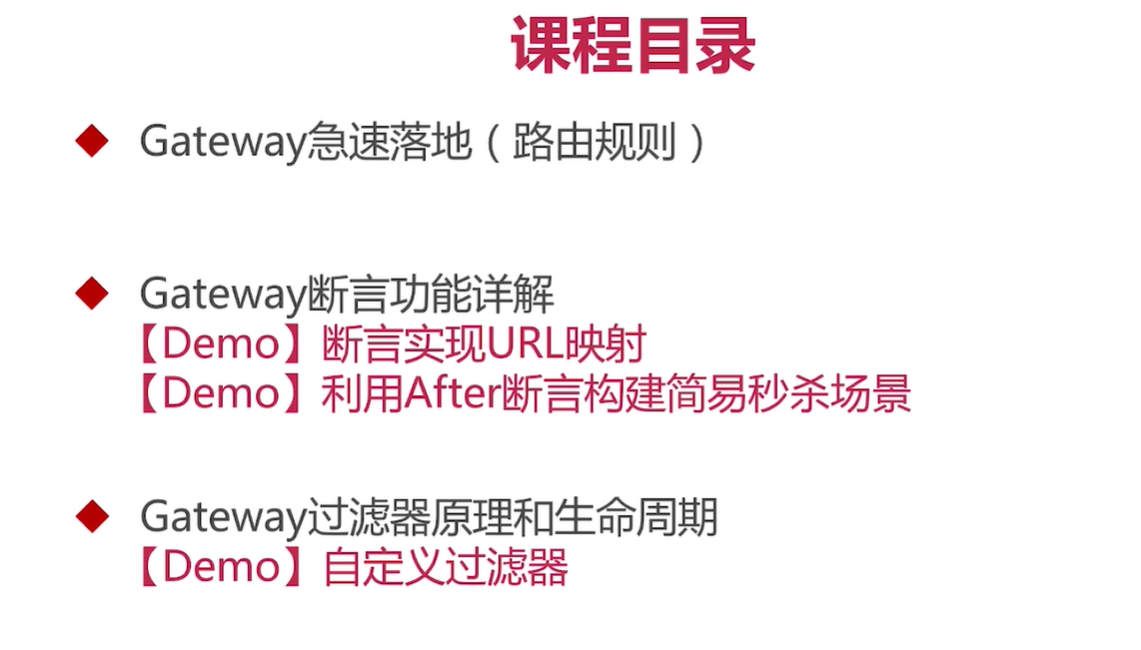 课程目录
Gateway急速落地（路由规则）
Gateway断言功能详解
【Demo】断言实现URL映射
【Demo】利用After断言构建简易秒杀场景
Gateway过滤器原理和生命周期
【Demo】自定义过滤器